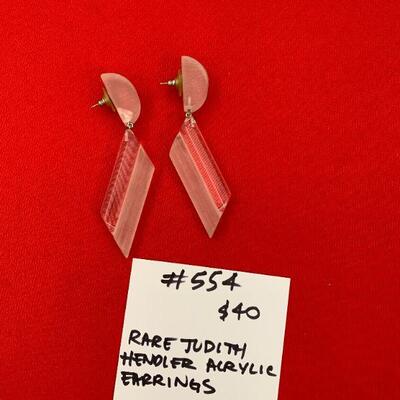 #554
$40
RARE JUDITH
HENDLER ACRYLIC
EARRINGS